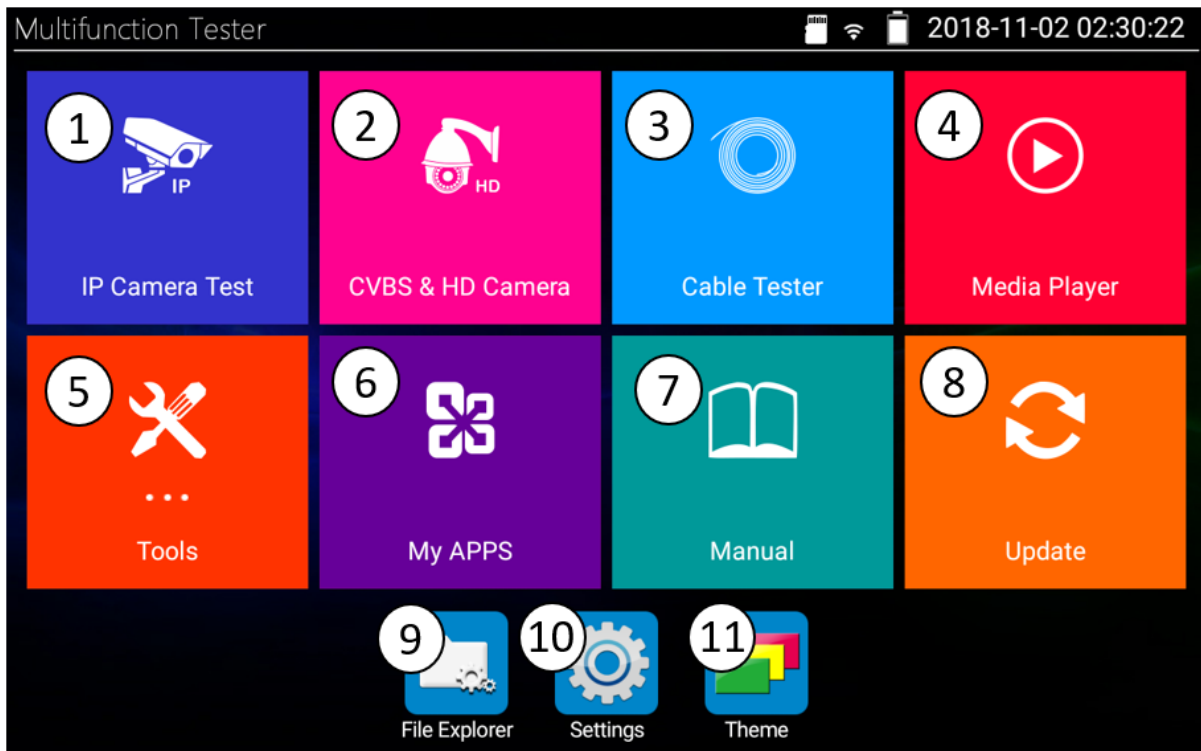 Multifunction Tester 2018-11-02 02:30:22
1 2 3 4
IP HD
IP Camera Test CVBS & HD Camera Cable Tester Media Player
5 6 7 8
Tools My APPS Manual Update
9 10 11
File Explorer Settings Theme